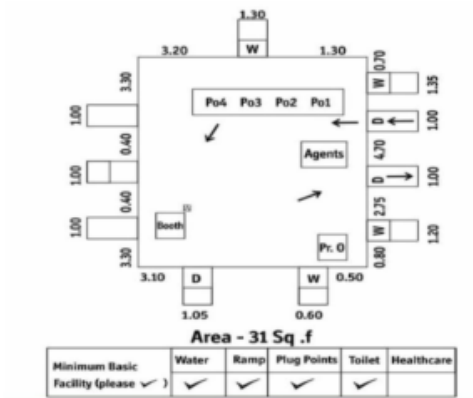 1.30
W
3.20
1.30
3.30
1.00
0.40
1.00
0.40
1.00
3.30
Po4 Po3 Po2 Po1
Agents
Booth
Pr. O
W
0.70
1.35
D
1.00
4.70
D
1.00
2.75
W
1.20
0.80
3.10
D
W
0.50
1.05
0.60
Area - 31 Sq .f
Minimum Basic
Facility (please ✓ )
Water
Ramp
Plug Points
Toilet
Healthcare
✓ ✓ ✓ ✓